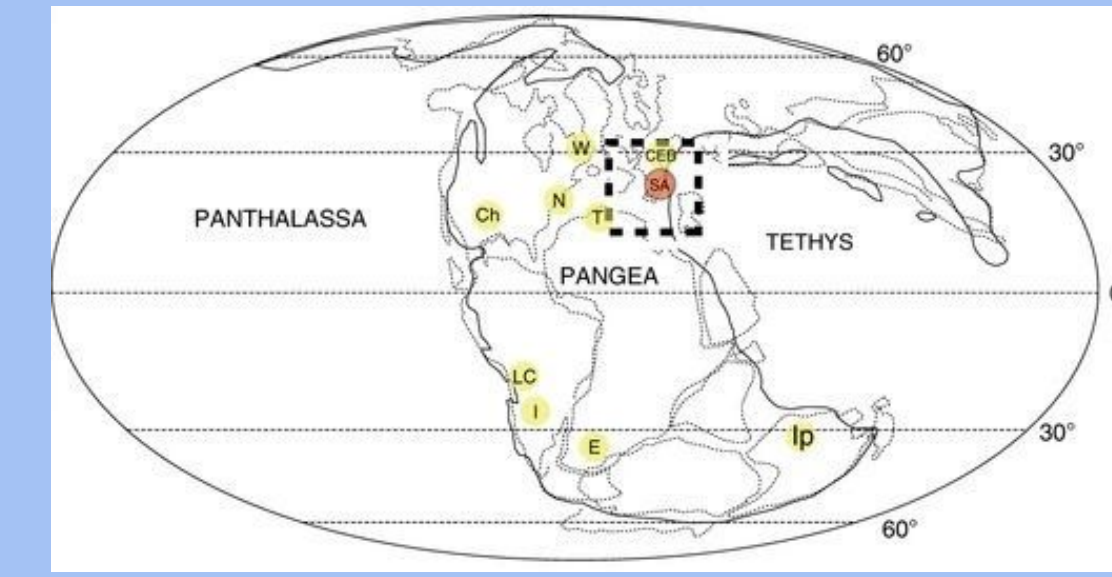 60°
30°
W
CEB
SA
N
Ch
T
PANTHALASSA
TETHYS
PANGEA
LC
I
E
Ip
30°
60°